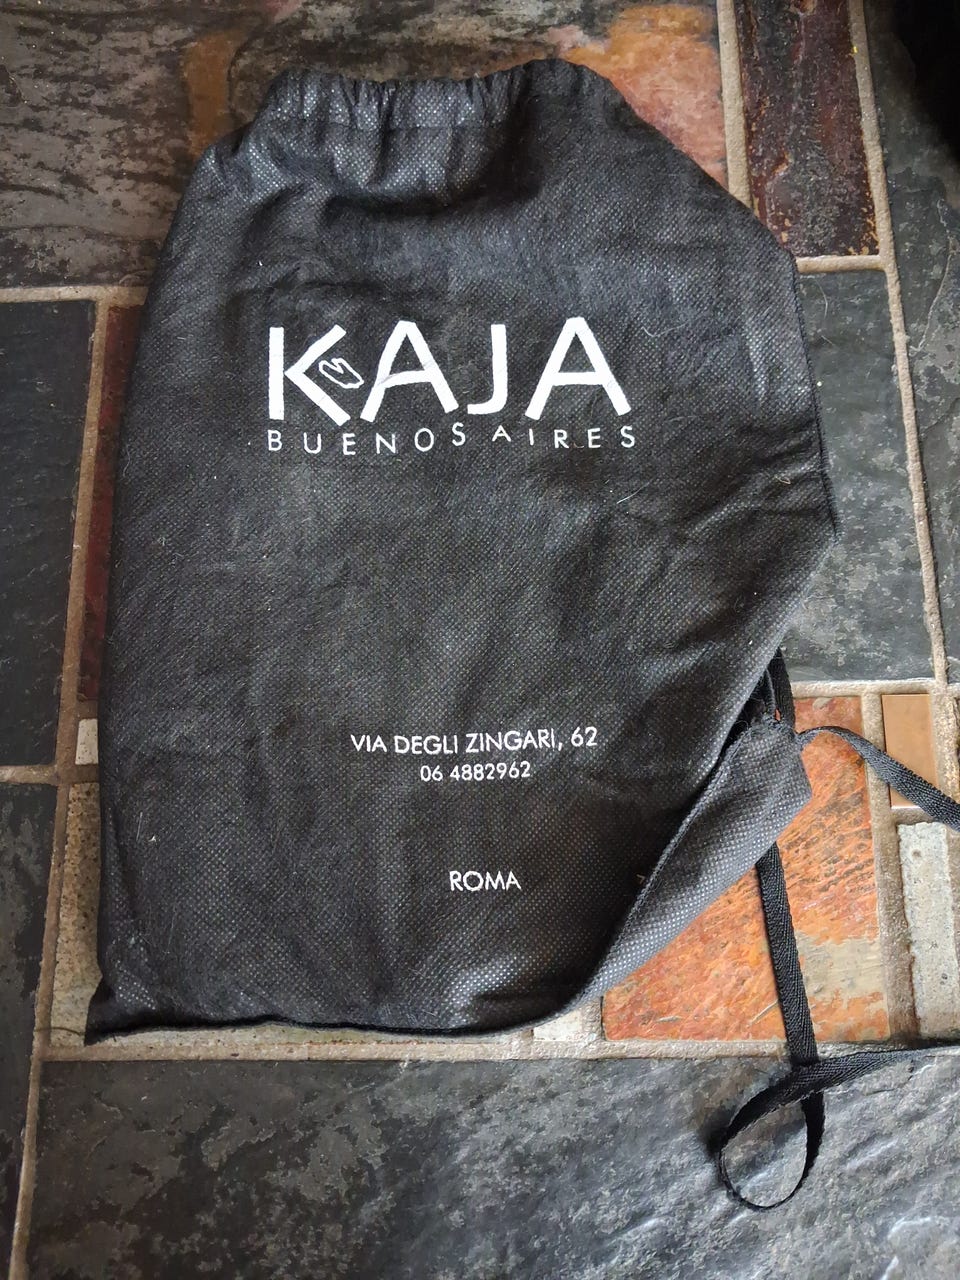 KAJA
BUENOS AIRES
VIA DEGLI ZINGARI, 62
06 4882962
ROMA